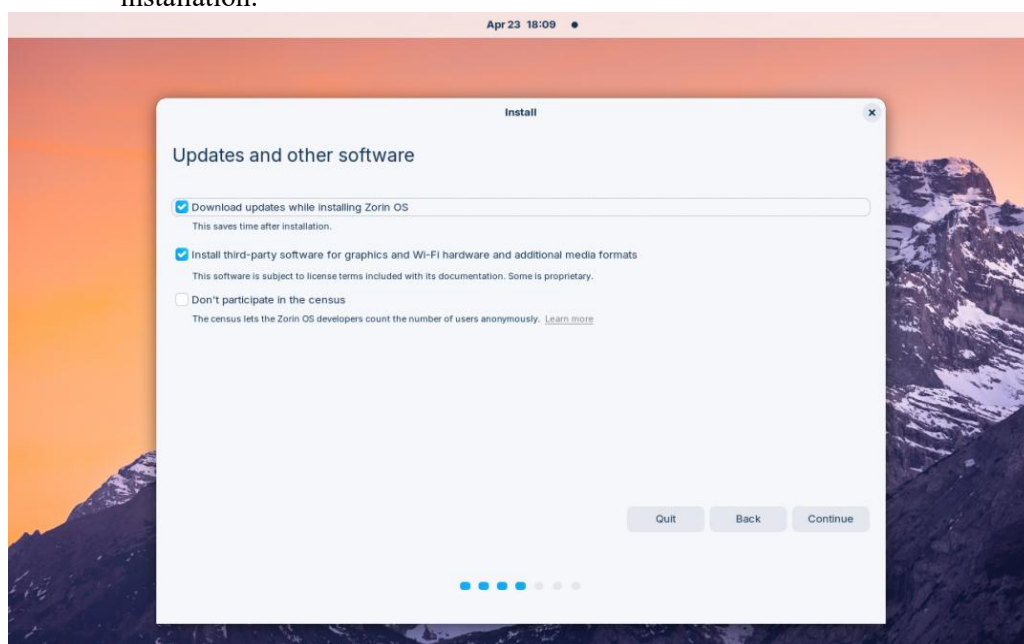 installation.
Apr 23 18:09
Install
Updates and other software
Download updates while installing Zorin OS
This saves time after installation.
Install third-party software for graphics and Wi-Fi hardware and additional media formats
This software is subject to license terms included with its documentation. Some is proprietary.
Don't participate in the census
The census lets the Zorin OS developers count the number of users anonymously. Learn more
Quit Back Continue